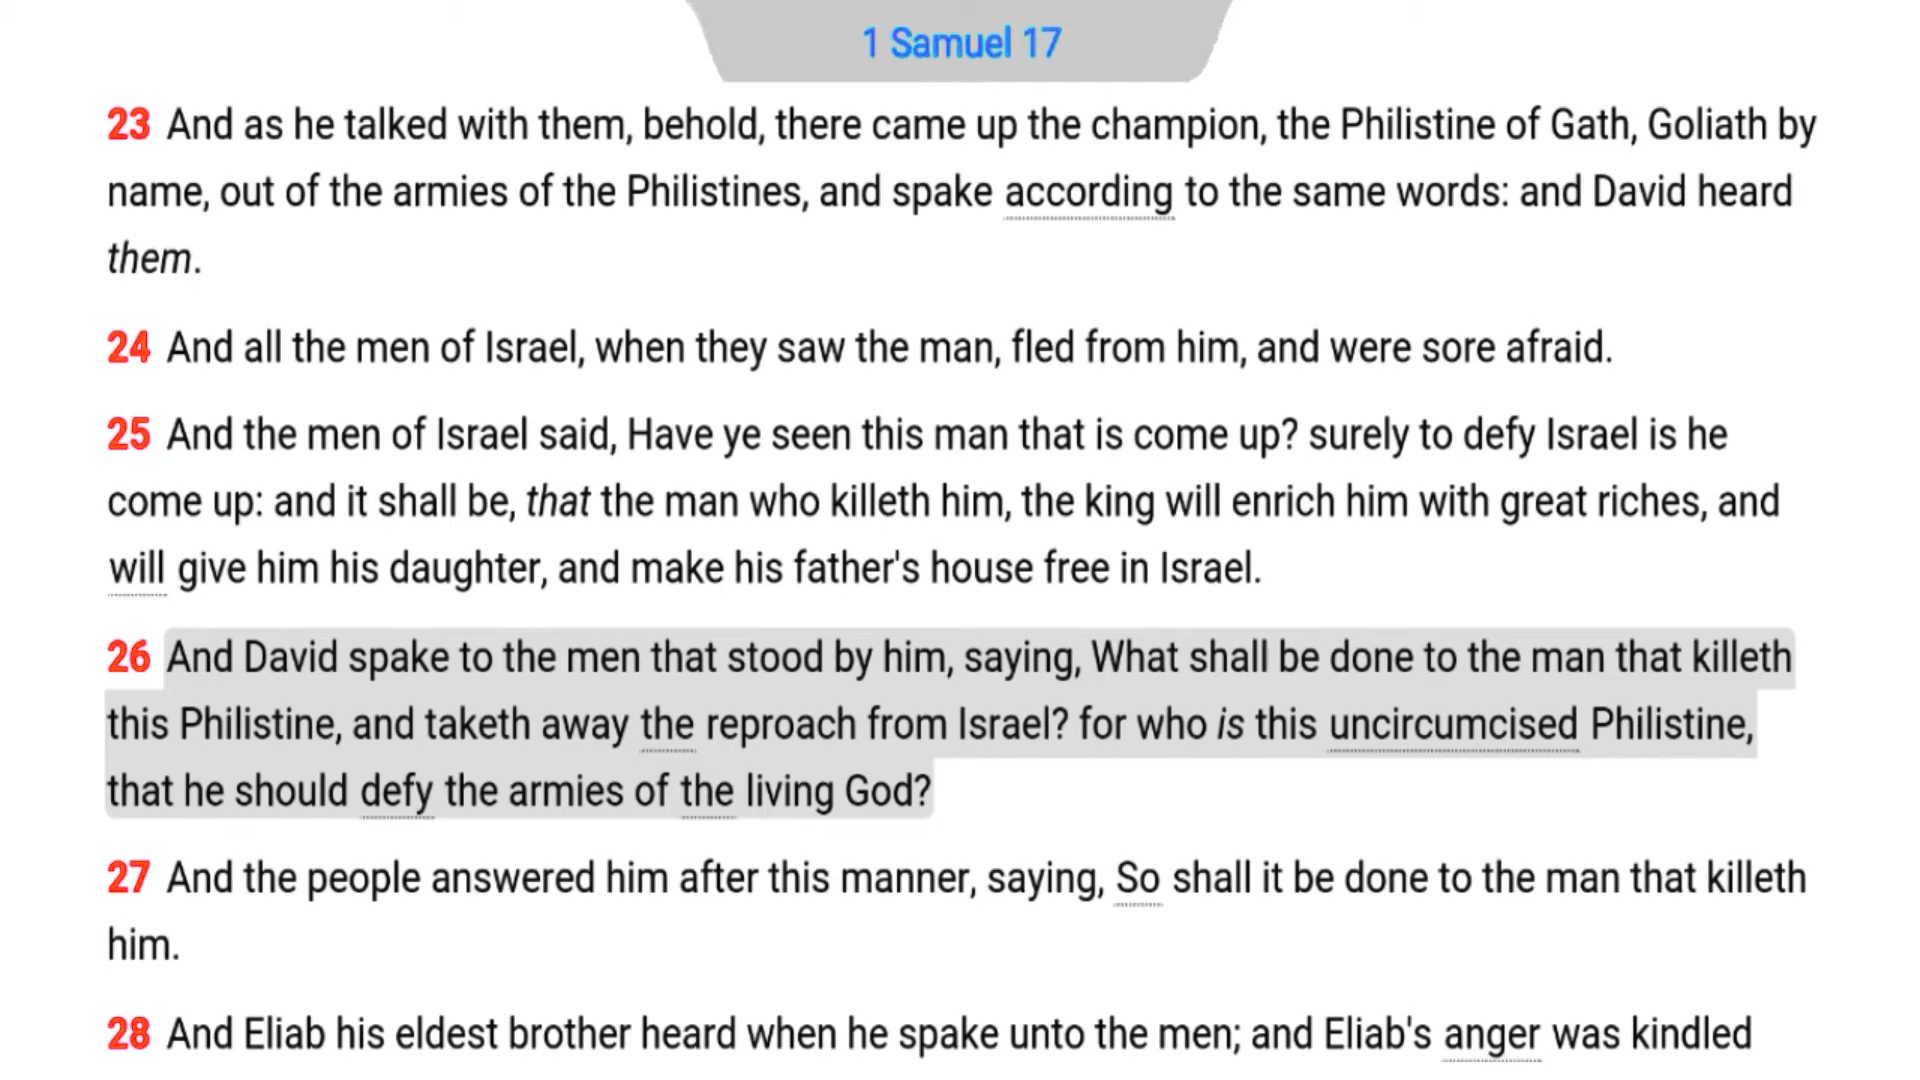 1 Samuel 17
23 And as he talked with them, behold, there came up the champion, the Philistine of Gath, Goliath by
name, out of the armies of the Philistines, and spake according to the same words: and David heard
them.
24 And all the men of Israel, when they saw the man, fled from him, and were sore afraid.
25 And the men of Israel said, Have ye seen this man that is come up? surely to defy Israel is he
come up: and it shall be, that the man who killeth him, the king will enrich him with great riches, and
will give him his daughter, and make his father's house free in Israel.
26 And David spake to the men that stood by him, saying, What shall be done to the man that killeth
this Philistine, and taketh away the reproach from Israel? for who is this uncircumcised Philistine,
that he should defy the armies of the living God?
27 And the people answered him after this manner, saying, So shall it be done to the man that killeth
him.
28 And Eliab his eldest brother heard when he spake unto the men; and Eliab's anger was kindled